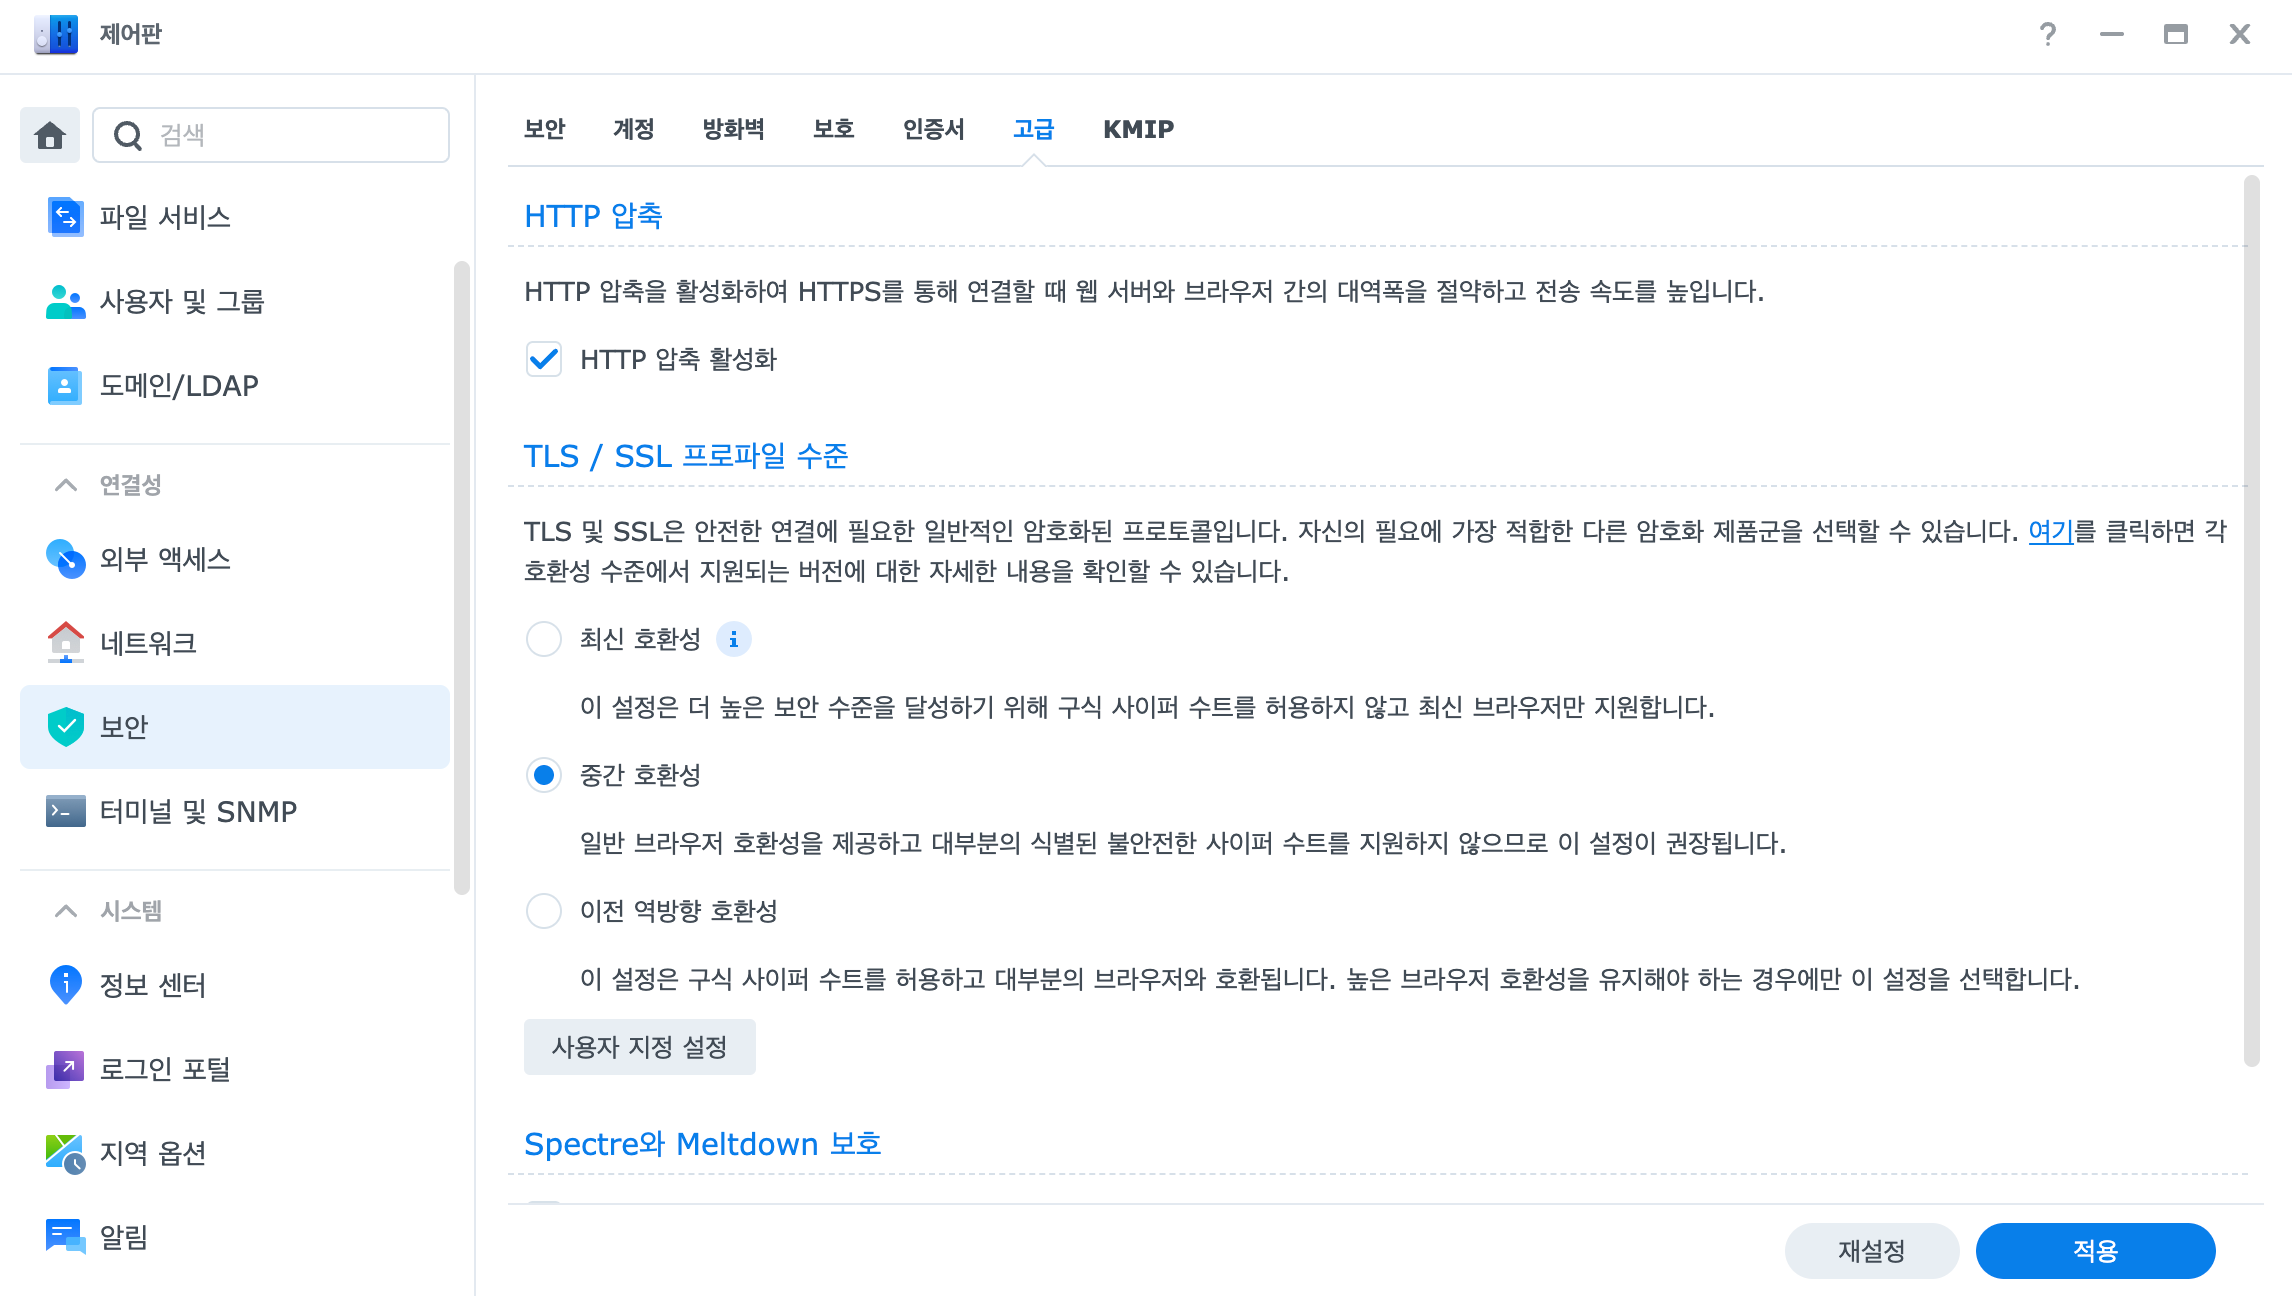 제어판
검색
파일 서비스
사용자 및 그룹
도메인/LDAP
연결성
외부 액세스
네트워크
보안
터미널 및 SNMP
시스템
정보 센터
로그인 포털
지역 옵션
알림
보안 계정 방화벽 보호 인증서 고급 KMIP
HTTP 압축
HTTP 압축을 활성화하여 HTTPS를 통해 연결할 때 웹 서버와 브라우저 간의 대역폭을 절약하고 전송 속도를 높입니다.
HTTP 압축 활성화
TLS / SSL 프로파일 수준
TLS 및 SSL은 안전한 연결에 필요한 일반적인 암호화된 프로토콜입니다. 자신의 필요에 가장 적합한 다른 암호화 제품군을 선택할 수 있습니다. 여기를 클릭하면 각
호환성 수준에서 지원되는 버전에 대한 자세한 내용을 확인할 수 있습니다.
최신 호환성
이 설정은 더 높은 보안 수준을 달성하기 위해 구식 사이퍼 수트를 허용하지 않고 최신 브라우저만 지원합니다.
중간 호환성
일반 브라우저 호환성을 제공하고 대부분의 식별된 불안전한 사이퍼 수트를 지원하지 않으므로 이 설정이 권장됩니다.
이전 역방향 호환성
이 설정은 구식 사이퍼 수트를 허용하고 대부분의 브라우저와 호환됩니다. 높은 브라우저 호환성을 유지해야 하는 경우에만 이 설정을 선택합니다.
사용자 지정 설정
Spectre와 Meltdown 보호
재설정 적용